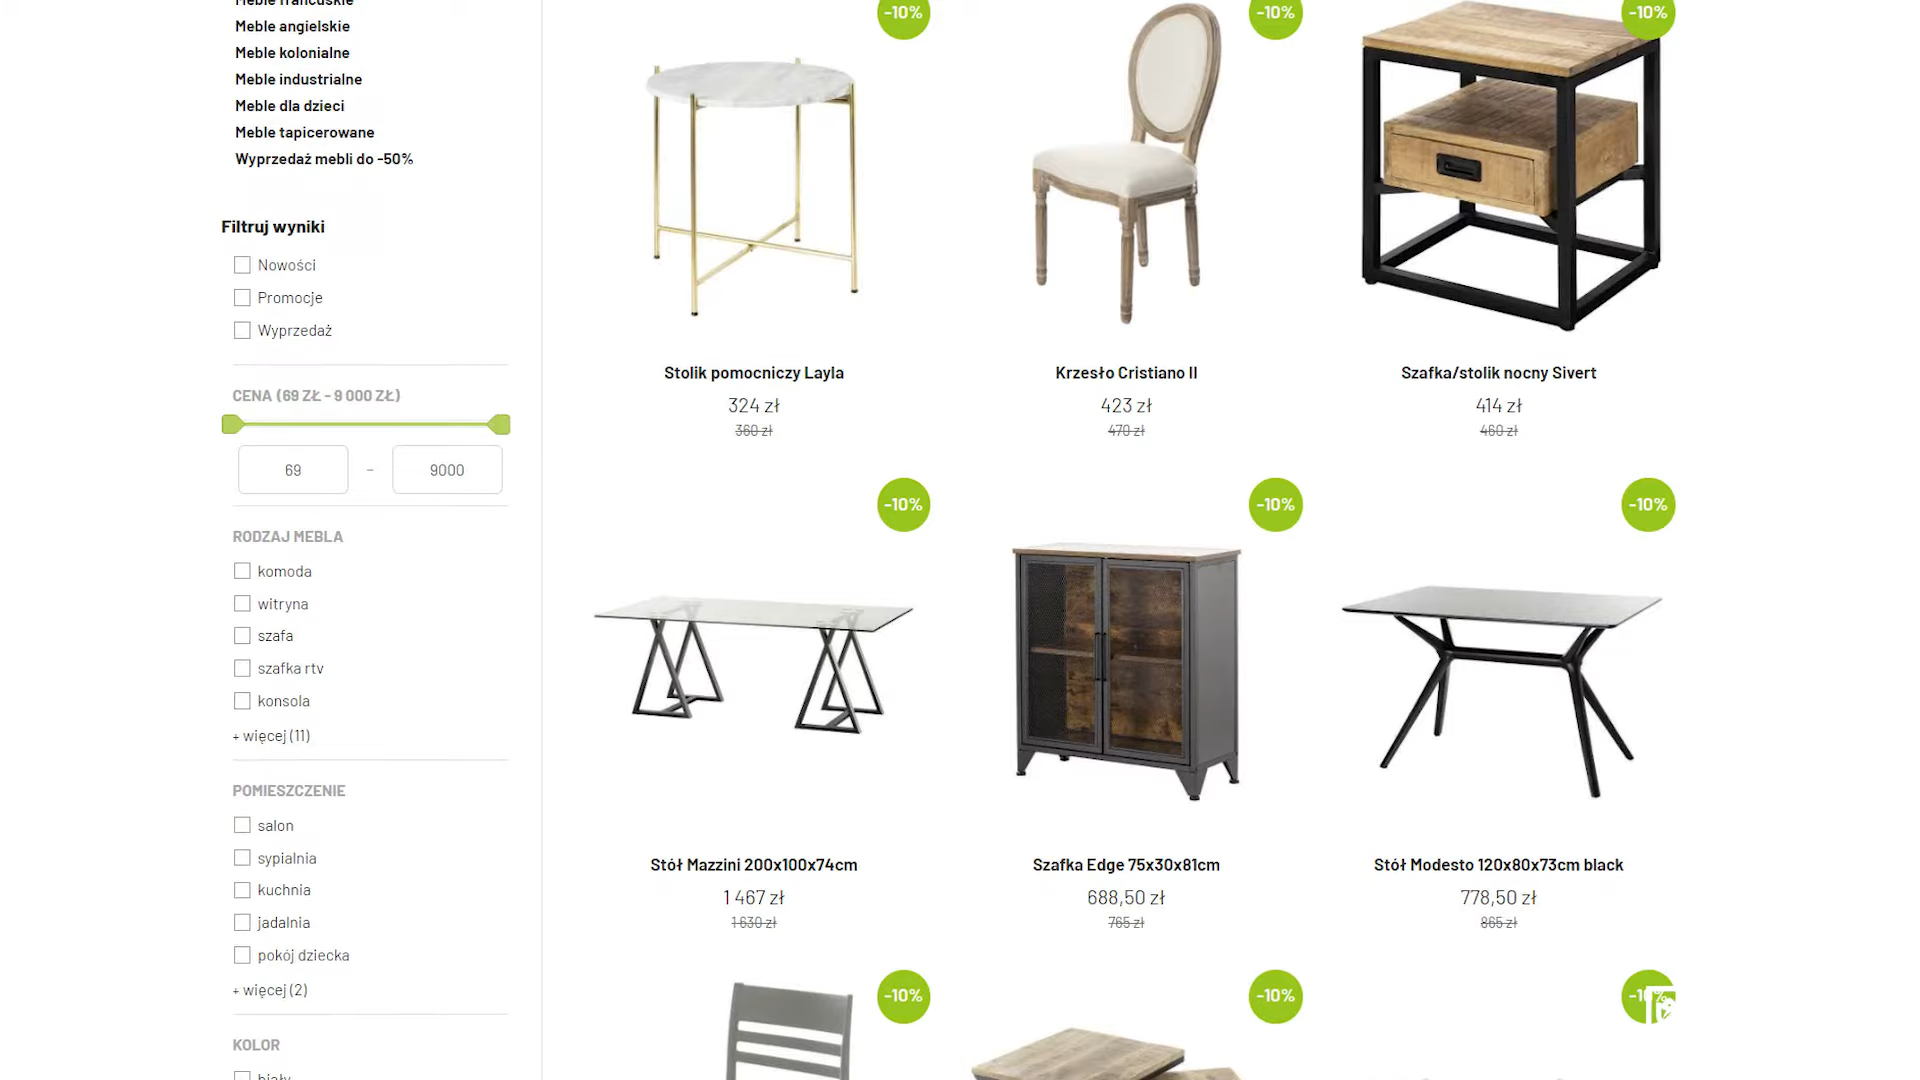 Meble francuskie
Meble angielskie
Meble kolonialne
Meble industrialne
Meble dla dzieci
Meble tapicerowane
Wyprzedaż mebli do -50%
Filtruj wyniki
Nowości
Promocje
Wyprzedaż
CENA (69 ZŁ - 9 000 ZŁ)
69 - 9000
RODZAJ MEBLA
komoda
witryna
szafa
szafka rtv
konsola
+ więcej (11)
POMIESZCZENIE
salon
sypialnia
kuchnia
jadalnia
pokój dziecka
+ więcej (2)
KOLOR
biały
-10%
Stolik pomocniczy Layla
324 zł
360 zł
-10%
Krzesło Cristiano II
423 zł
470 zł
-10%
Szafka/stolik nocny Sivert
414 zł
460 zł
-10%
Stół Mazzini 200x100x74cm
1 467 zł
1 630 zł
-10%
Szafka Edge 75x30x81cm
688,50 zł
765 zł
-10%
Stół Modesto 120x80x73cm black
778,50 zł
865 zł
-10%
-10%
-10%